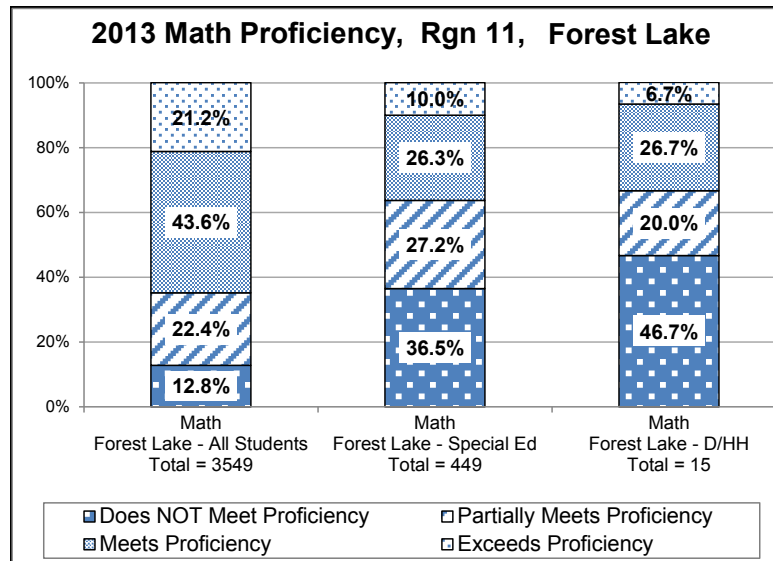 2013 Math Proficiency, Rgn 11, Forest Lake
100%
80%
60%
40%
20%
0%
21.2%
43.6%
22.4%
12.8%
10.0%
26.3%
27.2%
36.5%
6.7%
26.7%
20.0%
46.7%
Math
Forest Lake - All Students
Total = 3549
Math
Forest Lake - Special Ed
Total = 449
Math
Forest Lake - D/HH
Total = 15
Does NOT Meet Proficiency
Partially Meets Proficiency
Meets Proficiency
Exceeds Proficiency